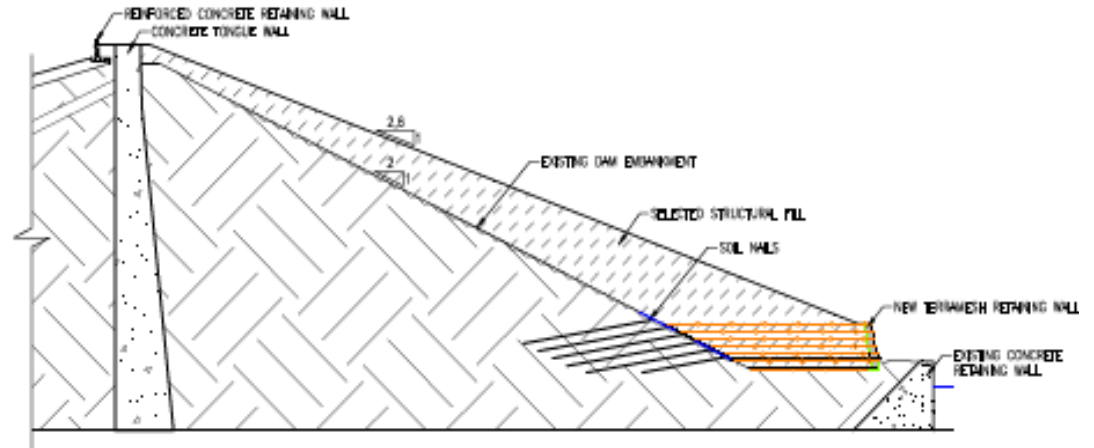 REINFORCED CONCRETE RETAINING WALL
CONCRETE TONGUE WALL
2,6
1
2
1
EXISTING DAM EMBANKMENT
SELECTED STRUCTURAL FILL
SOIL NAILS
NEW TERRAMESH RETAINING WALL
EXISTING CONCRETE
RETAINING WALL